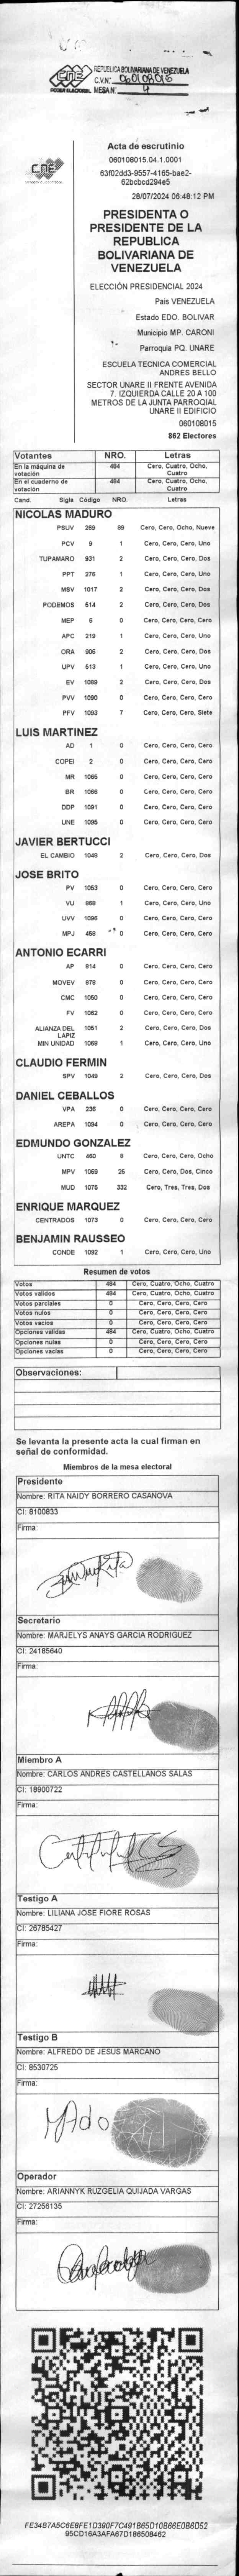 CNE
PODER ELECTORAL
REPUBLICA BOLIVARIANA DE VENEZUELA
C.V.Nº: 060108015
MESA Nº: 4
CNE
Acta de escrutinio
060108015.04.1.0001
63f02dd3-9557-4165-bae2-
62bcbcd294e5
28/07/2024 06:48:12 PM
PRESIDENTA O
PRESIDENTE DE LA
REPUBLICA
BOLIVARIANA DE
VENEZUELA
ELECCIÓN PRESIDENCIAL 2024
Pais VENEZUELA
Estado EDO. BOLIVAR
Municipio MP. CARONI
Parroquia PQ. UNARE
ESCUELA TECNICA COMERCIAL
ANDRES BELLO
SECTOR UNARE II FRENTE AVENIDA
7. IZQUIERDA CALLE 20 A 100
METROS DE LA JUNTA PARROQIAL
UNARE II EDIFICIO
060108015
862 Electores
Votantes NRO. Letras
En la máquina de votación 484 Cero, Cuatro, Ocho, Cuatro
En el cuaderno de votación 484 Cero, Cuatro, Ocho, Cuatro
Cand. Sigla Código NRO. Letras
NICOLAS MADURO
PSUV 269 89 Cero, Cero, Ocho, Nueve
PCV 9 1 Cero, Cero, Cero, Uno
TUPAMARO 931 2 Cero, Cero, Cero, Dos
PPT 276 1 Cero, Cero, Cero, Uno
MSV 1017 2 Cero, Cero, Cero, Dos
PODEMOS 514 2 Cero, Cero, Cero, Dos
MEP 6 0 Cero, Cero, Cero, Cero
APC 219 1 Cero, Cero, Cero, Uno
ORA 906 2 Cero, Cero, Cero, Dos
UPV 513 1 Cero, Cero, Cero, Uno
EV 1089 2 Cero, Cero, Cero, Dos
PVV 1090 0 Cero, Cero, Cero, Cero
PFV 1093 7 Cero, Cero, Cero, Siete
LUIS MARTINEZ
AD 1 0 Cero, Cero, Cero, Cero
COPEI 2 0 Cero, Cero, Cero, Cero
MR 1065 0 Cero, Cero, Cero, Cero
BR 1066 0 Cero, Cero, Cero, Cero
DDP 1091 0 Cero, Cero, Cero, Cero
UNE 1095 0 Cero, Cero, Cero, Cero
JAVIER BERTUCCI
EL CAMBIO 1048 2 Cero, Cero, Cero, Dos
JOSE BRITO
PV 1053 0 Cero, Cero, Cero, Cero
VU 868 1 Cero, Cero, Cero, Uno
UVV 1096 0 Cero, Cero, Cero, Cero
MPJ 459 0 Cero, Cero, Cero, Cero
ANTONIO ECARRI
AP 814 0 Cero, Cero, Cero, Cero
MOVEV 878 0 Cero, Cero, Cero, Cero
CMC 1050 0 Cero, Cero, Cero, Cero
FV 1062 0 Cero, Cero, Cero, Cero
ALIANZA DEL LAPIZ 1051 2 Cero, Cero, Cero, Dos
MIN UNIDAD 1059 1 Cero, Cero, Cero, Uno
CLAUDIO FERMIN
SPV 1049 2 Cero, Cero, Cero, Dos
DANIEL CEBALLOS
VPA 236 0 Cero, Cero, Cero, Cero
AREPA 1094 0 Cero, Cero, Cero, Cero
EDMUNDO GONZALEZ
UNTC 460 8 Cero, Cero, Cero, Ocho
MPV 1069 25 Cero, Cero, Dos, Cinco
MUD 1075 332 Cero, Tres, Tres, Dos
ENRIQUE MARQUEZ
CENTRADOS 1073 0 Cero, Cero, Cero, Cero
BENJAMIN RAUSSEO
CONDE 1092 1 Cero, Cero, Cero, Uno
Resumen de votos
Votos 484 Cero, Cuatro, Ocho, Cuatro
Votos validos 484 Cero, Cuatro, Ocho, Cuatro
Votos parciales 0 Cero, Cero, Cero, Cero
Votos nulos 0 Cero, Cero, Cero, Cero
Votos vacios 0 Cero, Cero, Cero, Cero
Opciones validas 484 Cero, Cuatro, Ocho, Cuatro
Opciones nulas 0 Cero, Cero, Cero, Cero
Opciones vacias 0 Cero, Cero, Cero, Cero
Observaciones:
Se levanta la presente acta la cual firman en
señal de conformidad.
Miembros de la mesa electoral
Presidente
Nombre: RITA NAIDY BORRERO CASANOVA
CI: 8100833
Firma:
Secretario
Nombre: MARJELYS ANAYS GARCIA RODRIGUEZ
CI: 24185640
Firma:
Miembro A
Nombre: CARLOS ANDRES CASTELLANOS SALAS
CI: 18900722
Firma:
Testigo A
Nombre: LILIANA JOSE FIORE ROSAS
CI: 26785427
Firma:
Testigo B
Nombre: ALFREDO DE JESUS MARCANO
CI: 8530725
Firma:
Operador
Nombre: ARIANNYK RUZGELIA QUIJADA VARGAS
CI: 27256135
Firma:
FE34B7A5C6E8FE1D390F7C491B65D10B66E0B6D52
95CD16A3AFA67D186508462